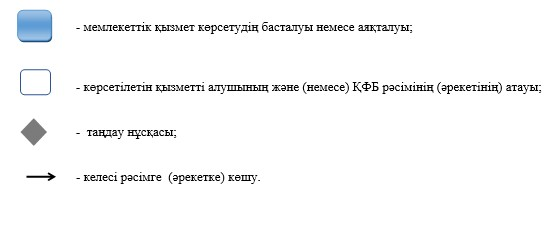 - мемлекеттік қызмет көрсетудің басталуы немесе аяқталуы;
- көрсетілетін қызметті алушының және (немесе) ҚФБ рәсімінің (әрекетінің) атауы;
- таңдау нұсқасы;
- келесі рәсімге (әрекетке) көшу.